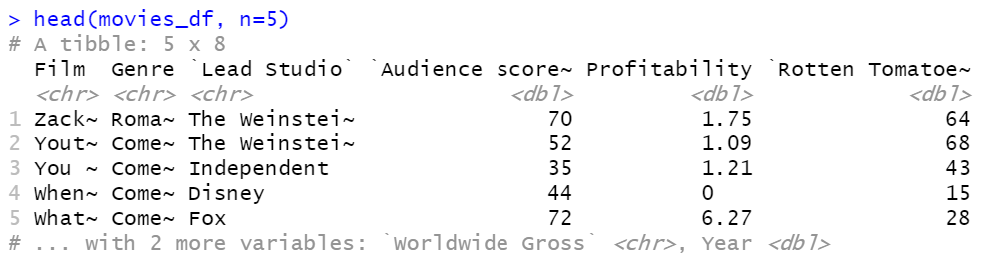 > head(movies_df, n=5)
# A tibble: 5 x 8
  Film  Genre `Lead Studio` `Audience score~ Profitability `Rotten Tomatoe~
  <chr> <chr> <chr>                    <dbl>         <dbl>            <dbl>
1 Zack~ Roma~ The Weinstei~               70          1.75               64
2 Yout~ Come~ The Weinstei~               52          1.09               68
3 You ~ Come~ Independent                 35          1.21               43
4 When~ Come~ Disney                      44          0                  15
5 What~ Come~ Fox                         72          6.27               28
# ... with 2 more variables: `Worldwide Gross` <chr>, Year <dbl>